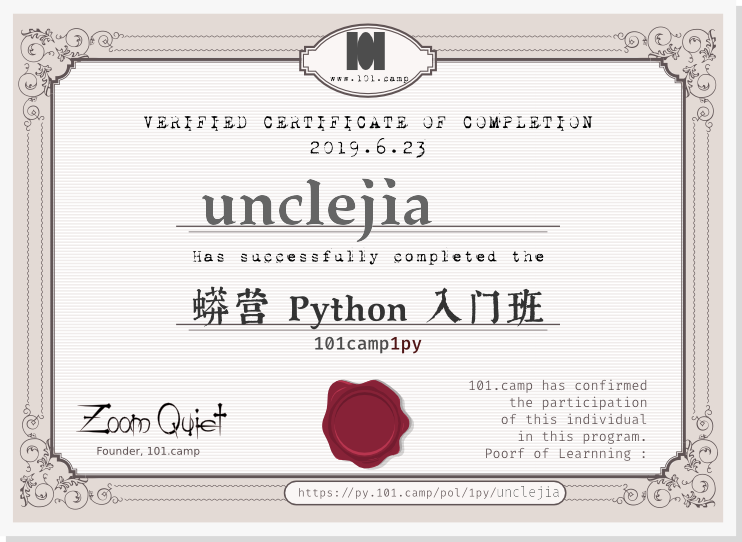 101
www.101.camp
VERIFIED CERTIFICATE OF COMPLETION
2019.6.23
unclejia
Has successfully completed the
蟒营 Python 入门班
101camp1py
101.camp has confirmed
the participation
of this individual
in this program.
Poorf of Learnning :
Zoom Quiet
Founder, 101.camp
https://py.101.camp/pol/1py/unclejia